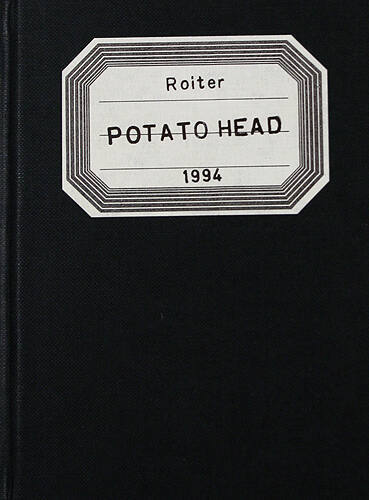 Roiter
POTATO HEAD
1994